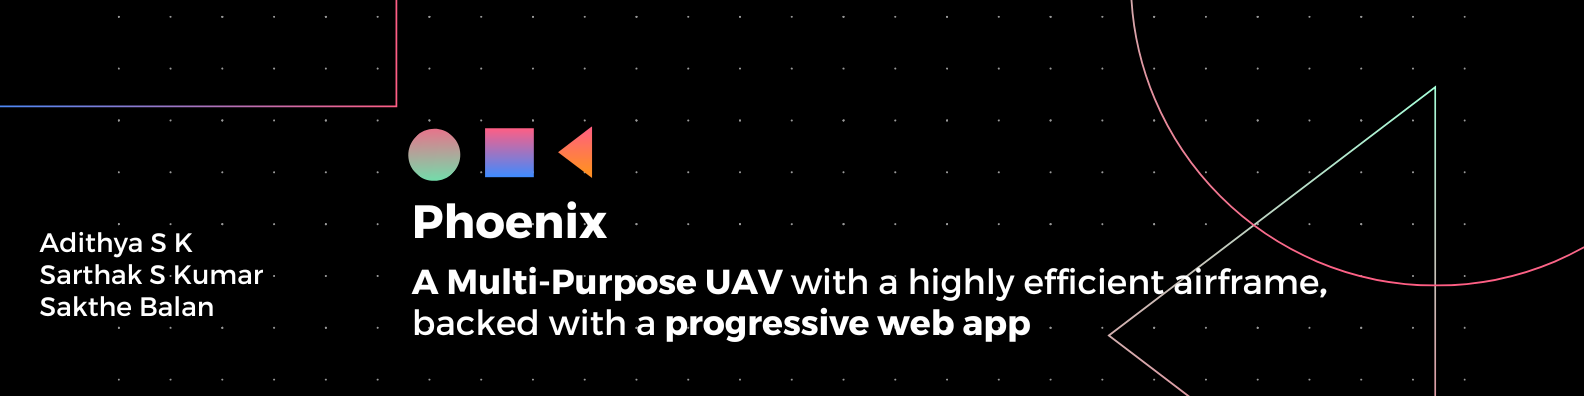 Adithya S K
Sarthak S Kumar
Sakthe Balan
Phoenix
A Multi-Purpose UAV with a highly efficient airframe,
backed with a progressive web app